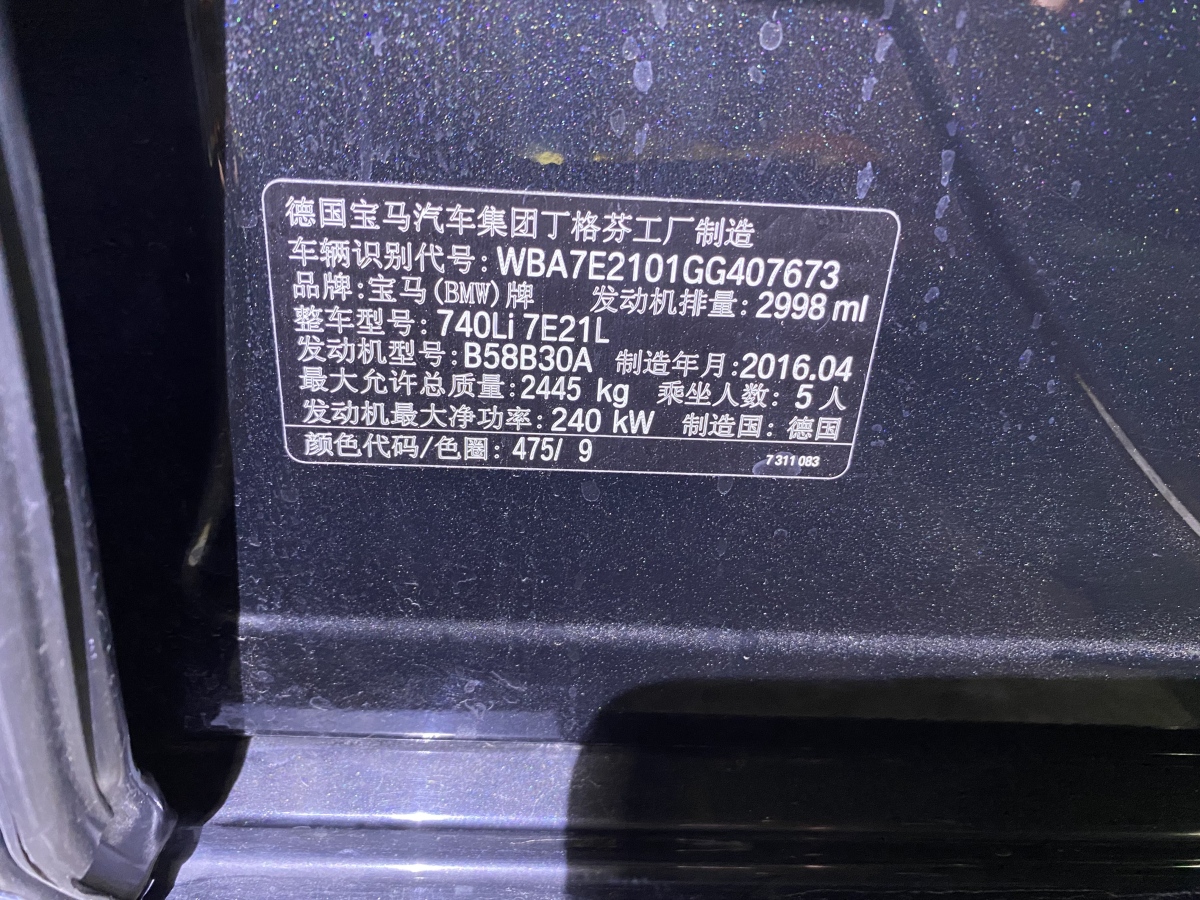 德国宝马汽车集团丁格芬工厂制造
车辆识别代号: WBA7E2101GG407673
品牌:宝马(BMW)牌 发动机排量: 2998 ml
整车型号: 740Li 7E21L
发动机型号: B58B30A 制造年月:2016.04
最大允许总质量: 2445 kg 乘坐人数: 5 人
发动机最大净功率: 240 kW 制造国: 德国
颜色代码/色圈: 475/ 9 7 311 083